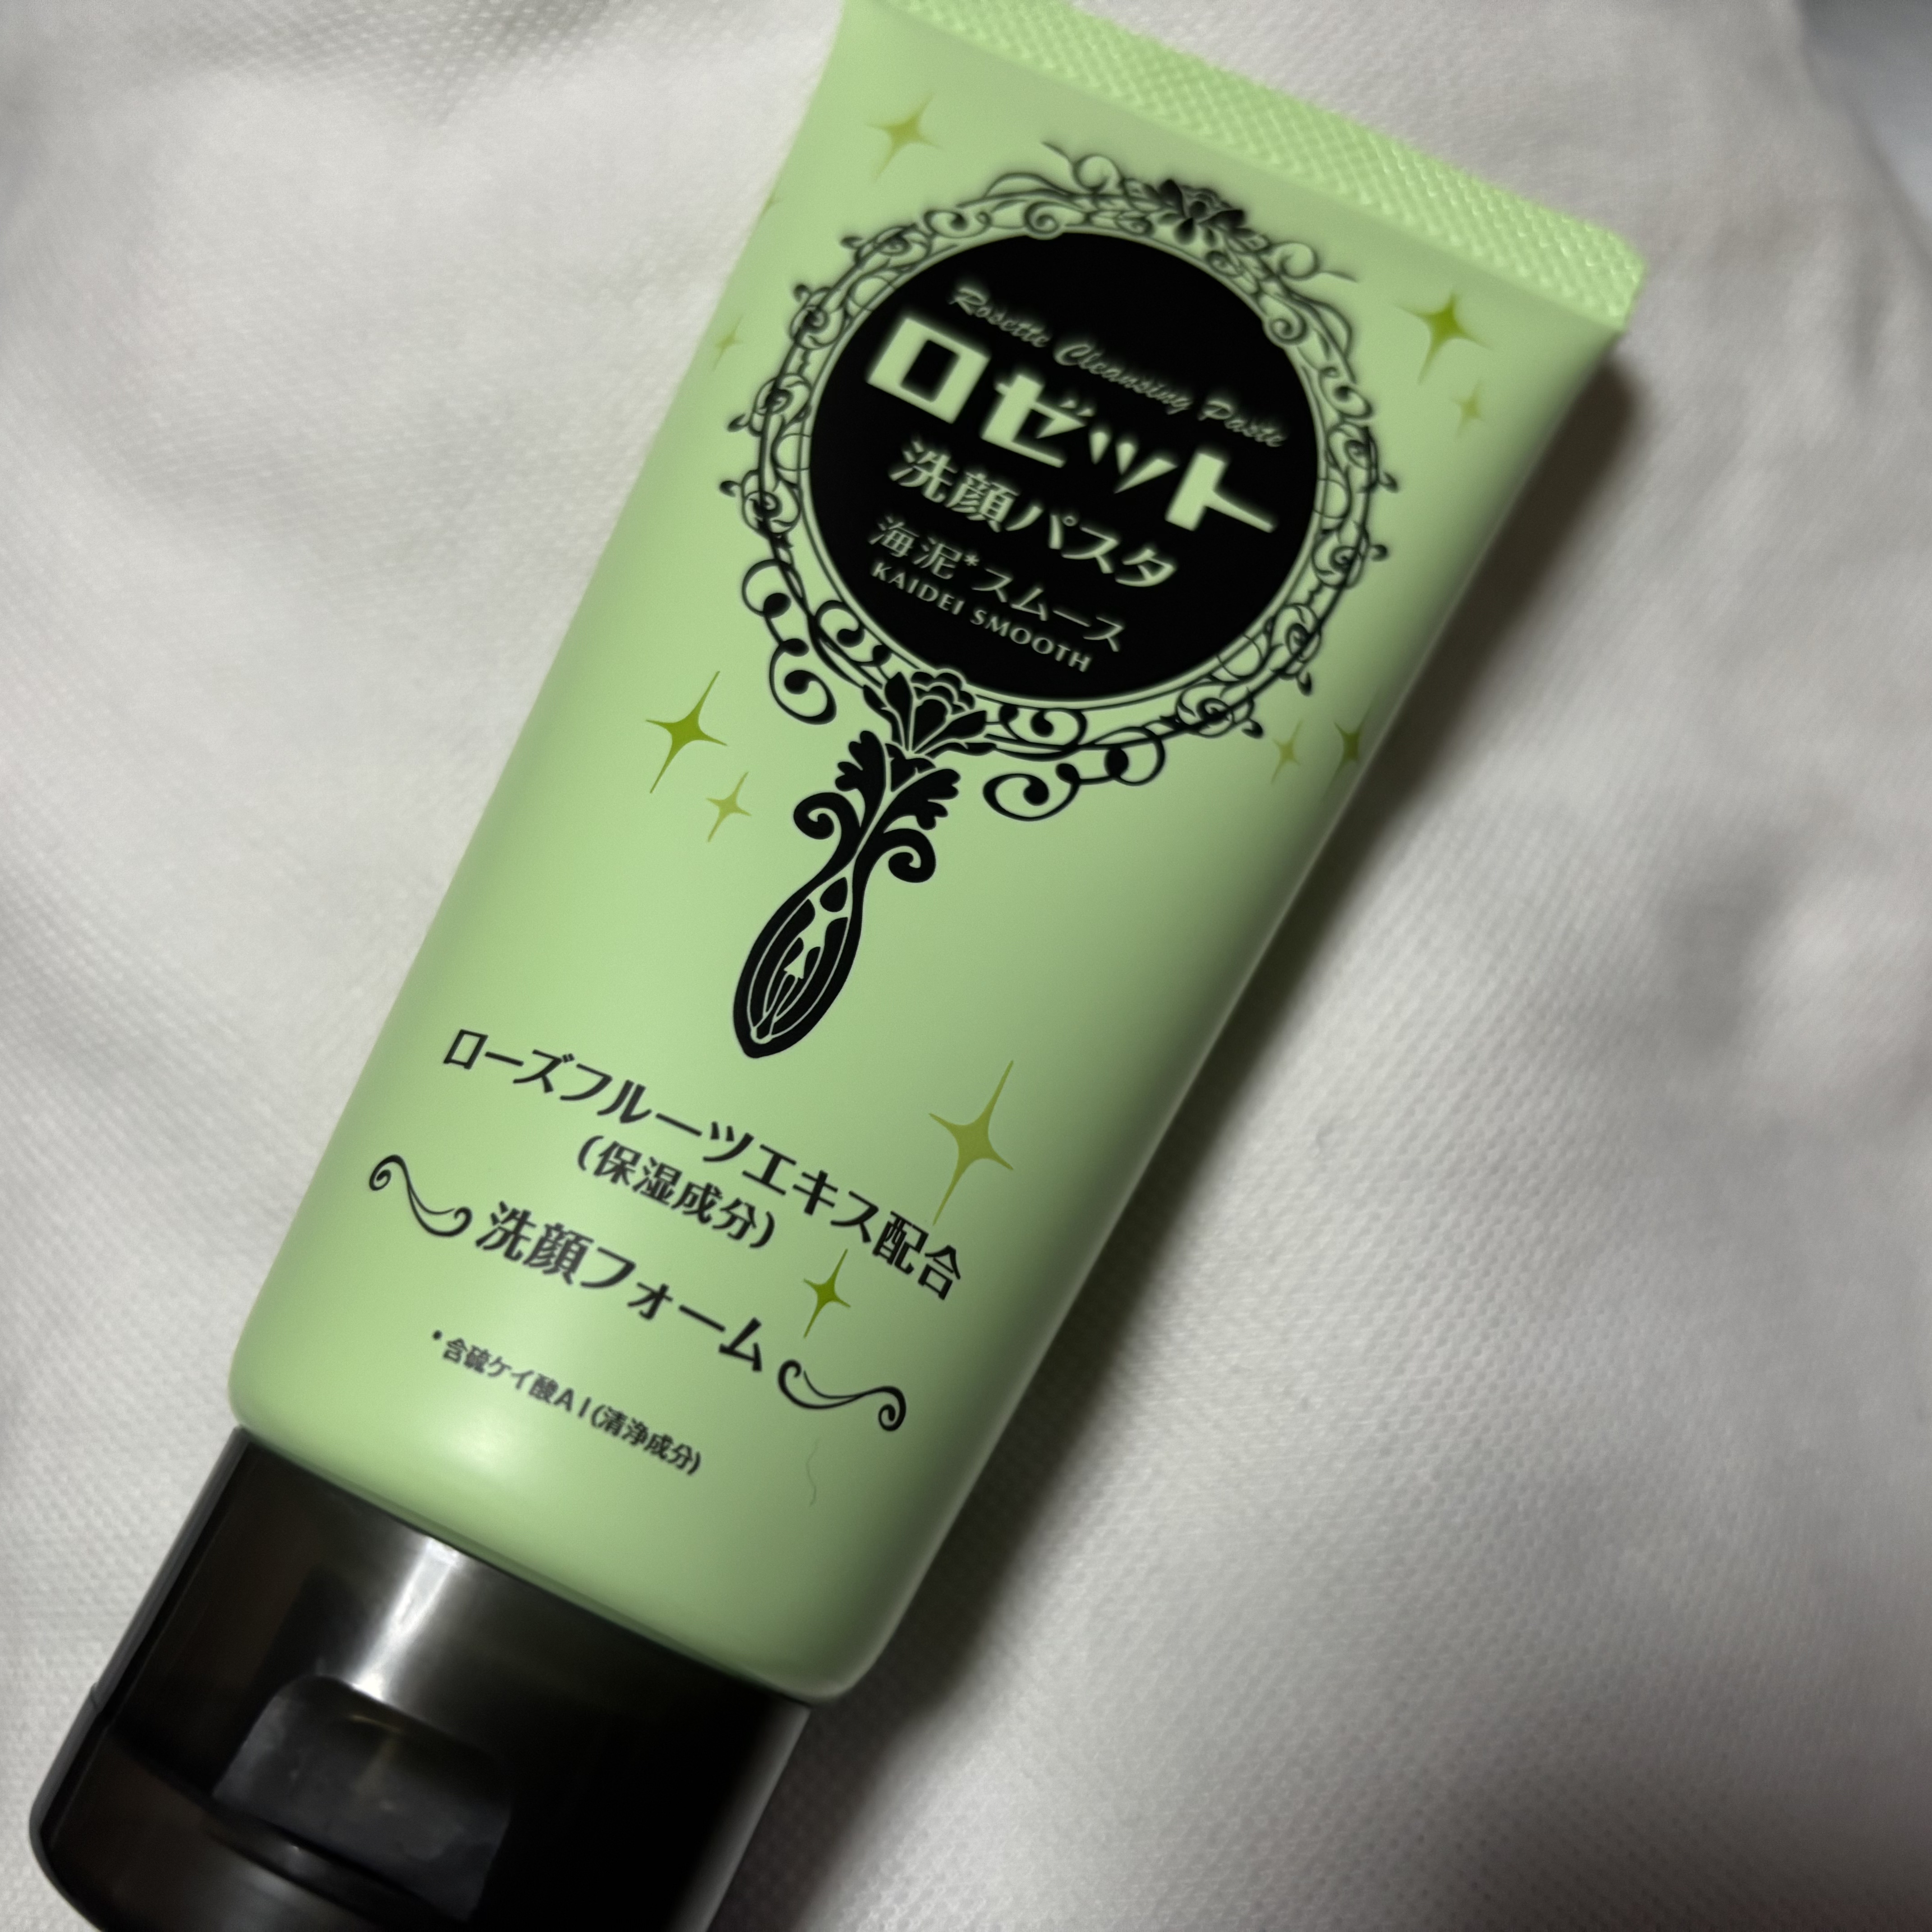 Rosette Cleansing Paste
ロゼット
洗顔パスタ
海泥*スムース
KAIDEI SMOOTH
ローズフルーツエキス配合
(保湿成分)
洗顔フォーム
*含硫ケイ酸Al(清浄成分)